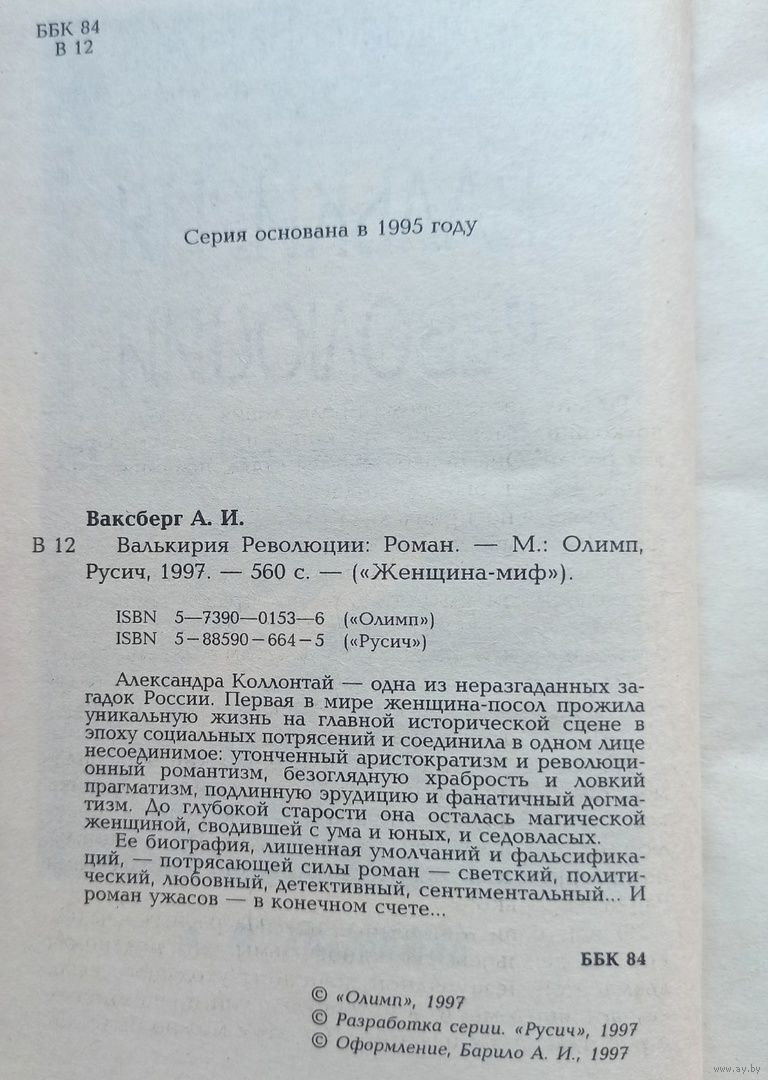 ББК 84
В 12
Серия основана в 1995 году
Ваксберг А. И.
В 12 Валькирия Революции: Роман. — М.: Олимп,
Русич, 1997. — 560 с. — («Женщина-миф»).
ISBN 5—7390—0153—6 («Олимп»)
ISBN 5—88590—664—5 («Русич»)
Александра Коллонтай — одна из неразгаданных за-
гадок России. Первая в мире женщина-посол прожила
уникальную жизнь на главной исторической сцене в
эпоху социальных потрясений и соединила в одном лице
несоединимое: утонченный аристократизм и революци-
онный романтизм, безоглядную храбрость и ловкий
прагматизм, подлинную эрудицию и фанатичный догма-
тизм. До глубокой старости она осталась магической
женщиной, сводившей с ума и юных, и седовласых.
Ее биография, лишенная умолчаний и фальсифика-
ций, — потрясающей силы роман — светский, полити-
ческий, любовный, детективный, сентиментальный... И
роман ужасов — в конечном счете...
ББК 84
© «Олимп», 1997
© Разработка серии. «Русич», 1997
© Оформление, Барило А. И., 1997
www.ay.by